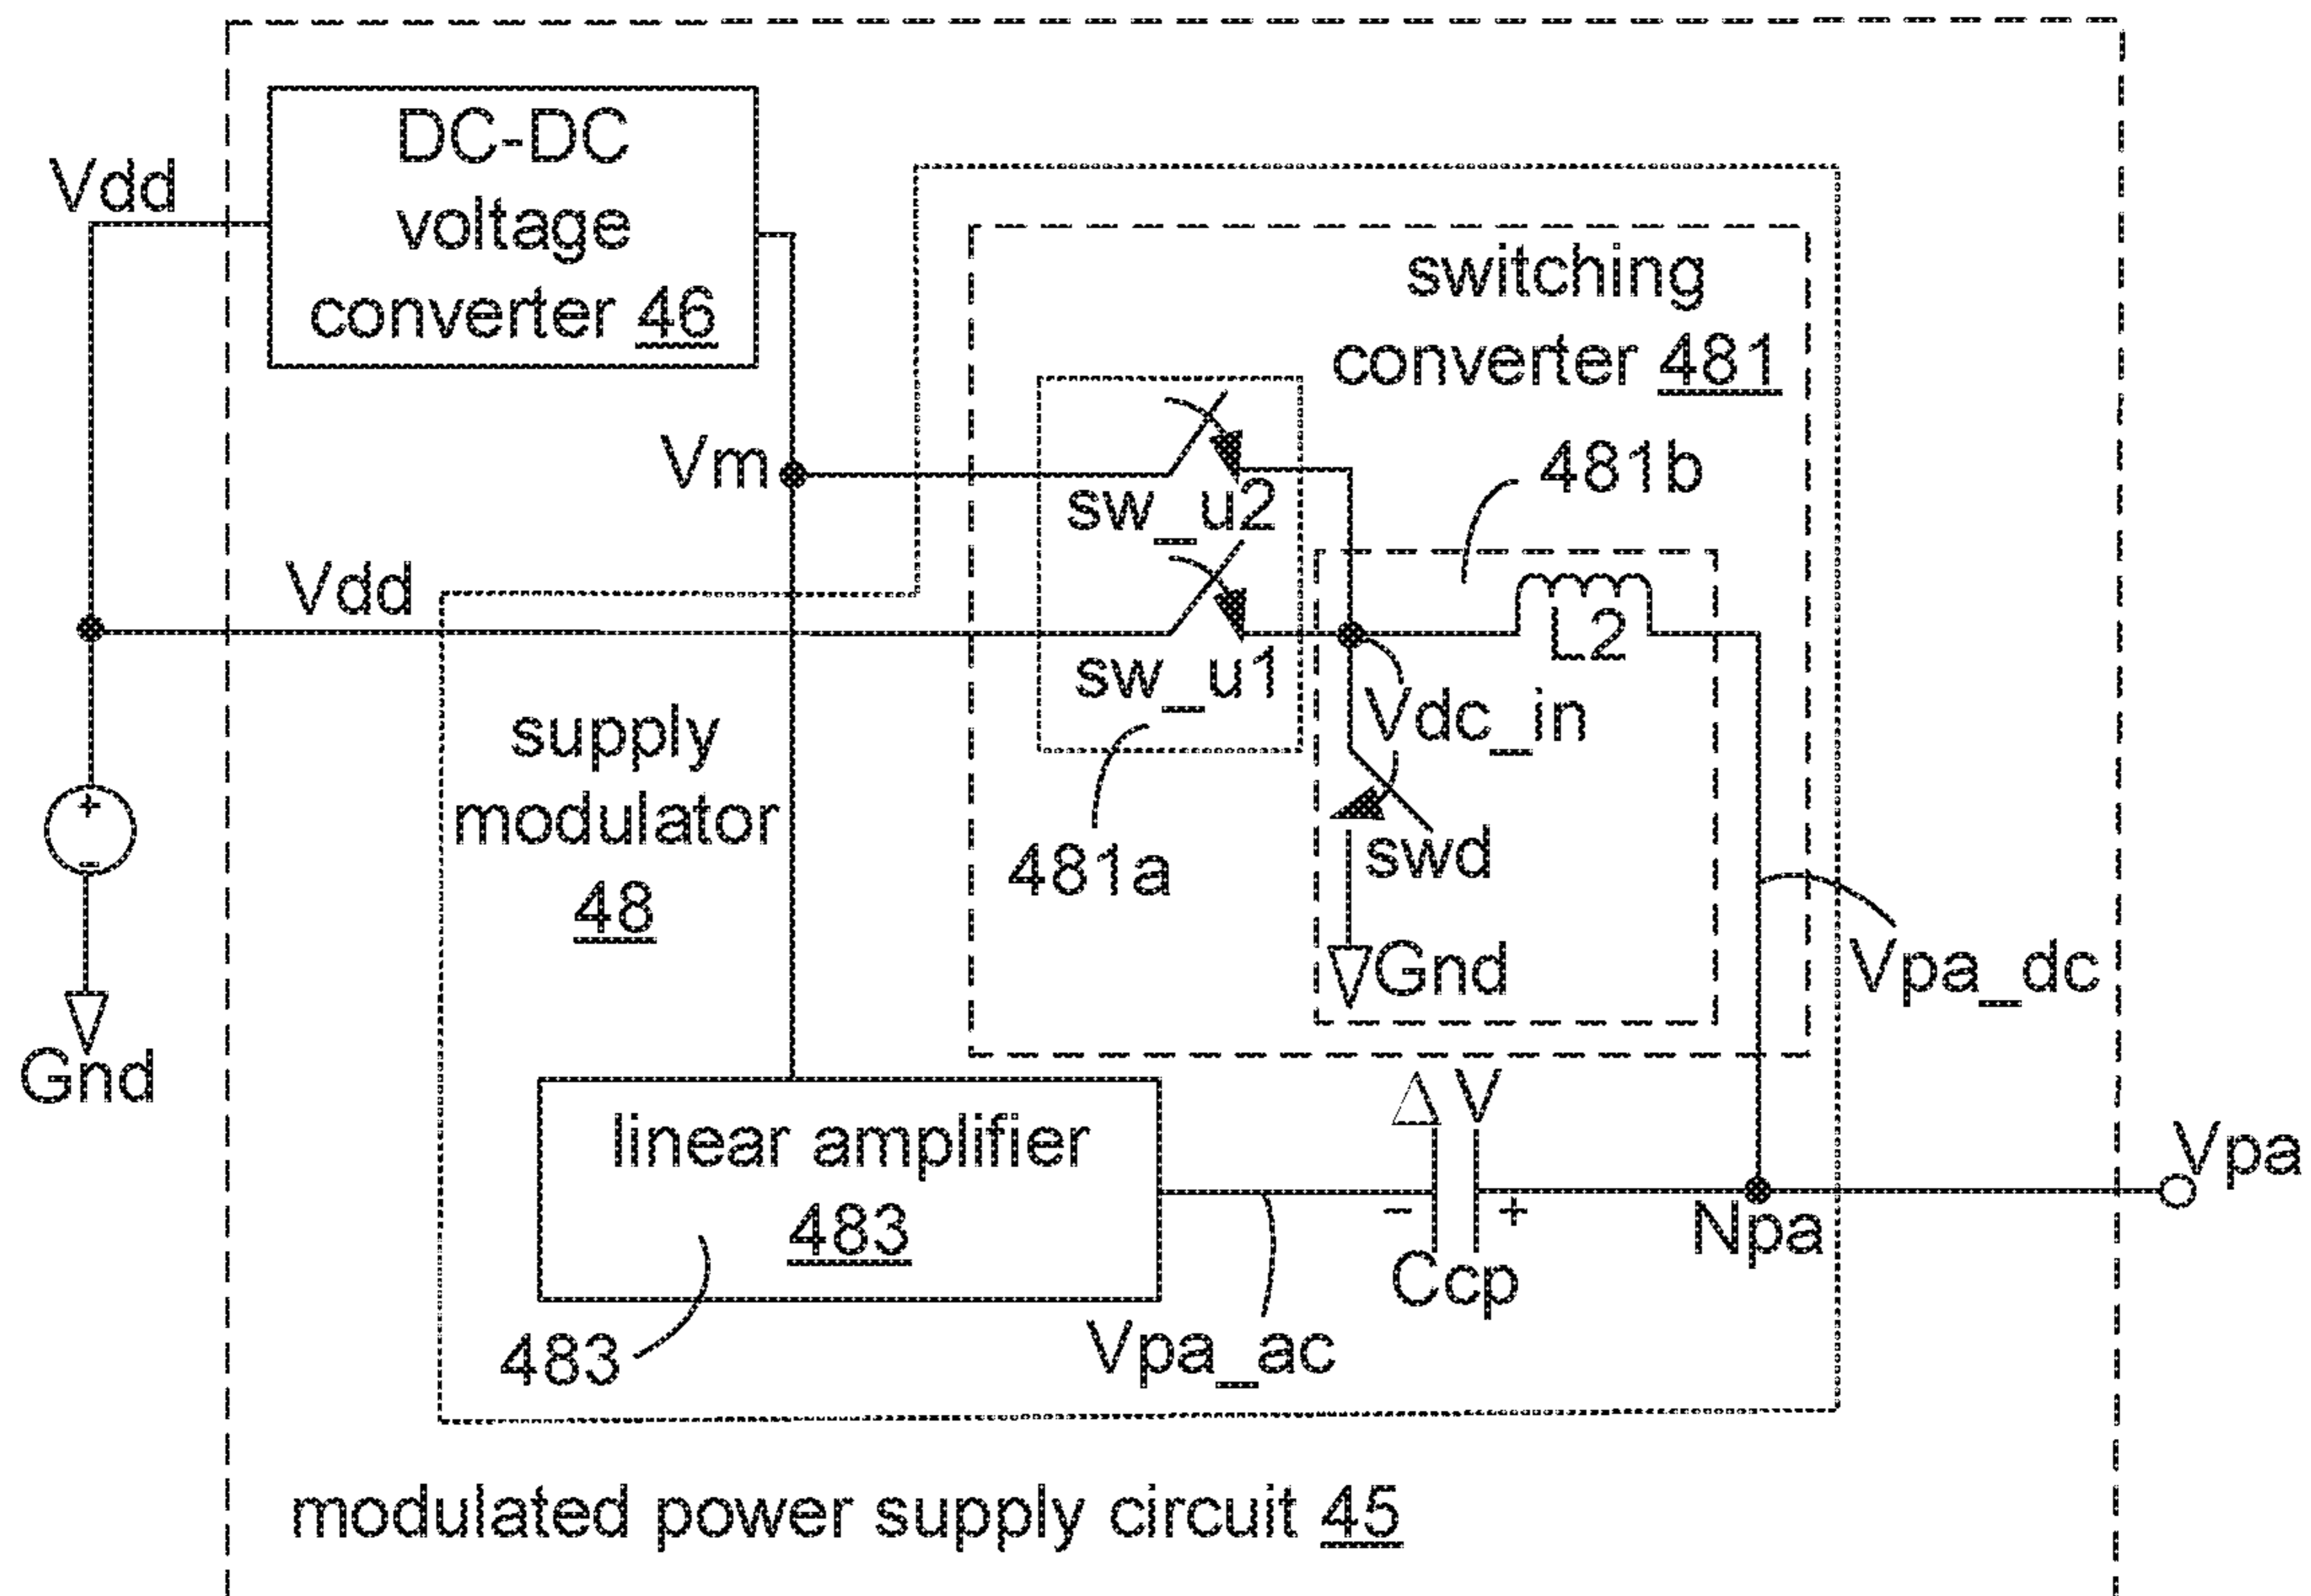 Vdd
DC-DC
voltage
converter 46
switching
converter 481
Vm
sw_u2
481b
Vdd
L2
sw_u1
Vdc_in
supply
modulator
48
481a
swd
Gnd
Vpa_dc
+
-
Gnd
ΔV
linear amplifier
483
- +
Ccp
Npa
Vpa
483
Vpa_ac
modulated power supply circuit 45